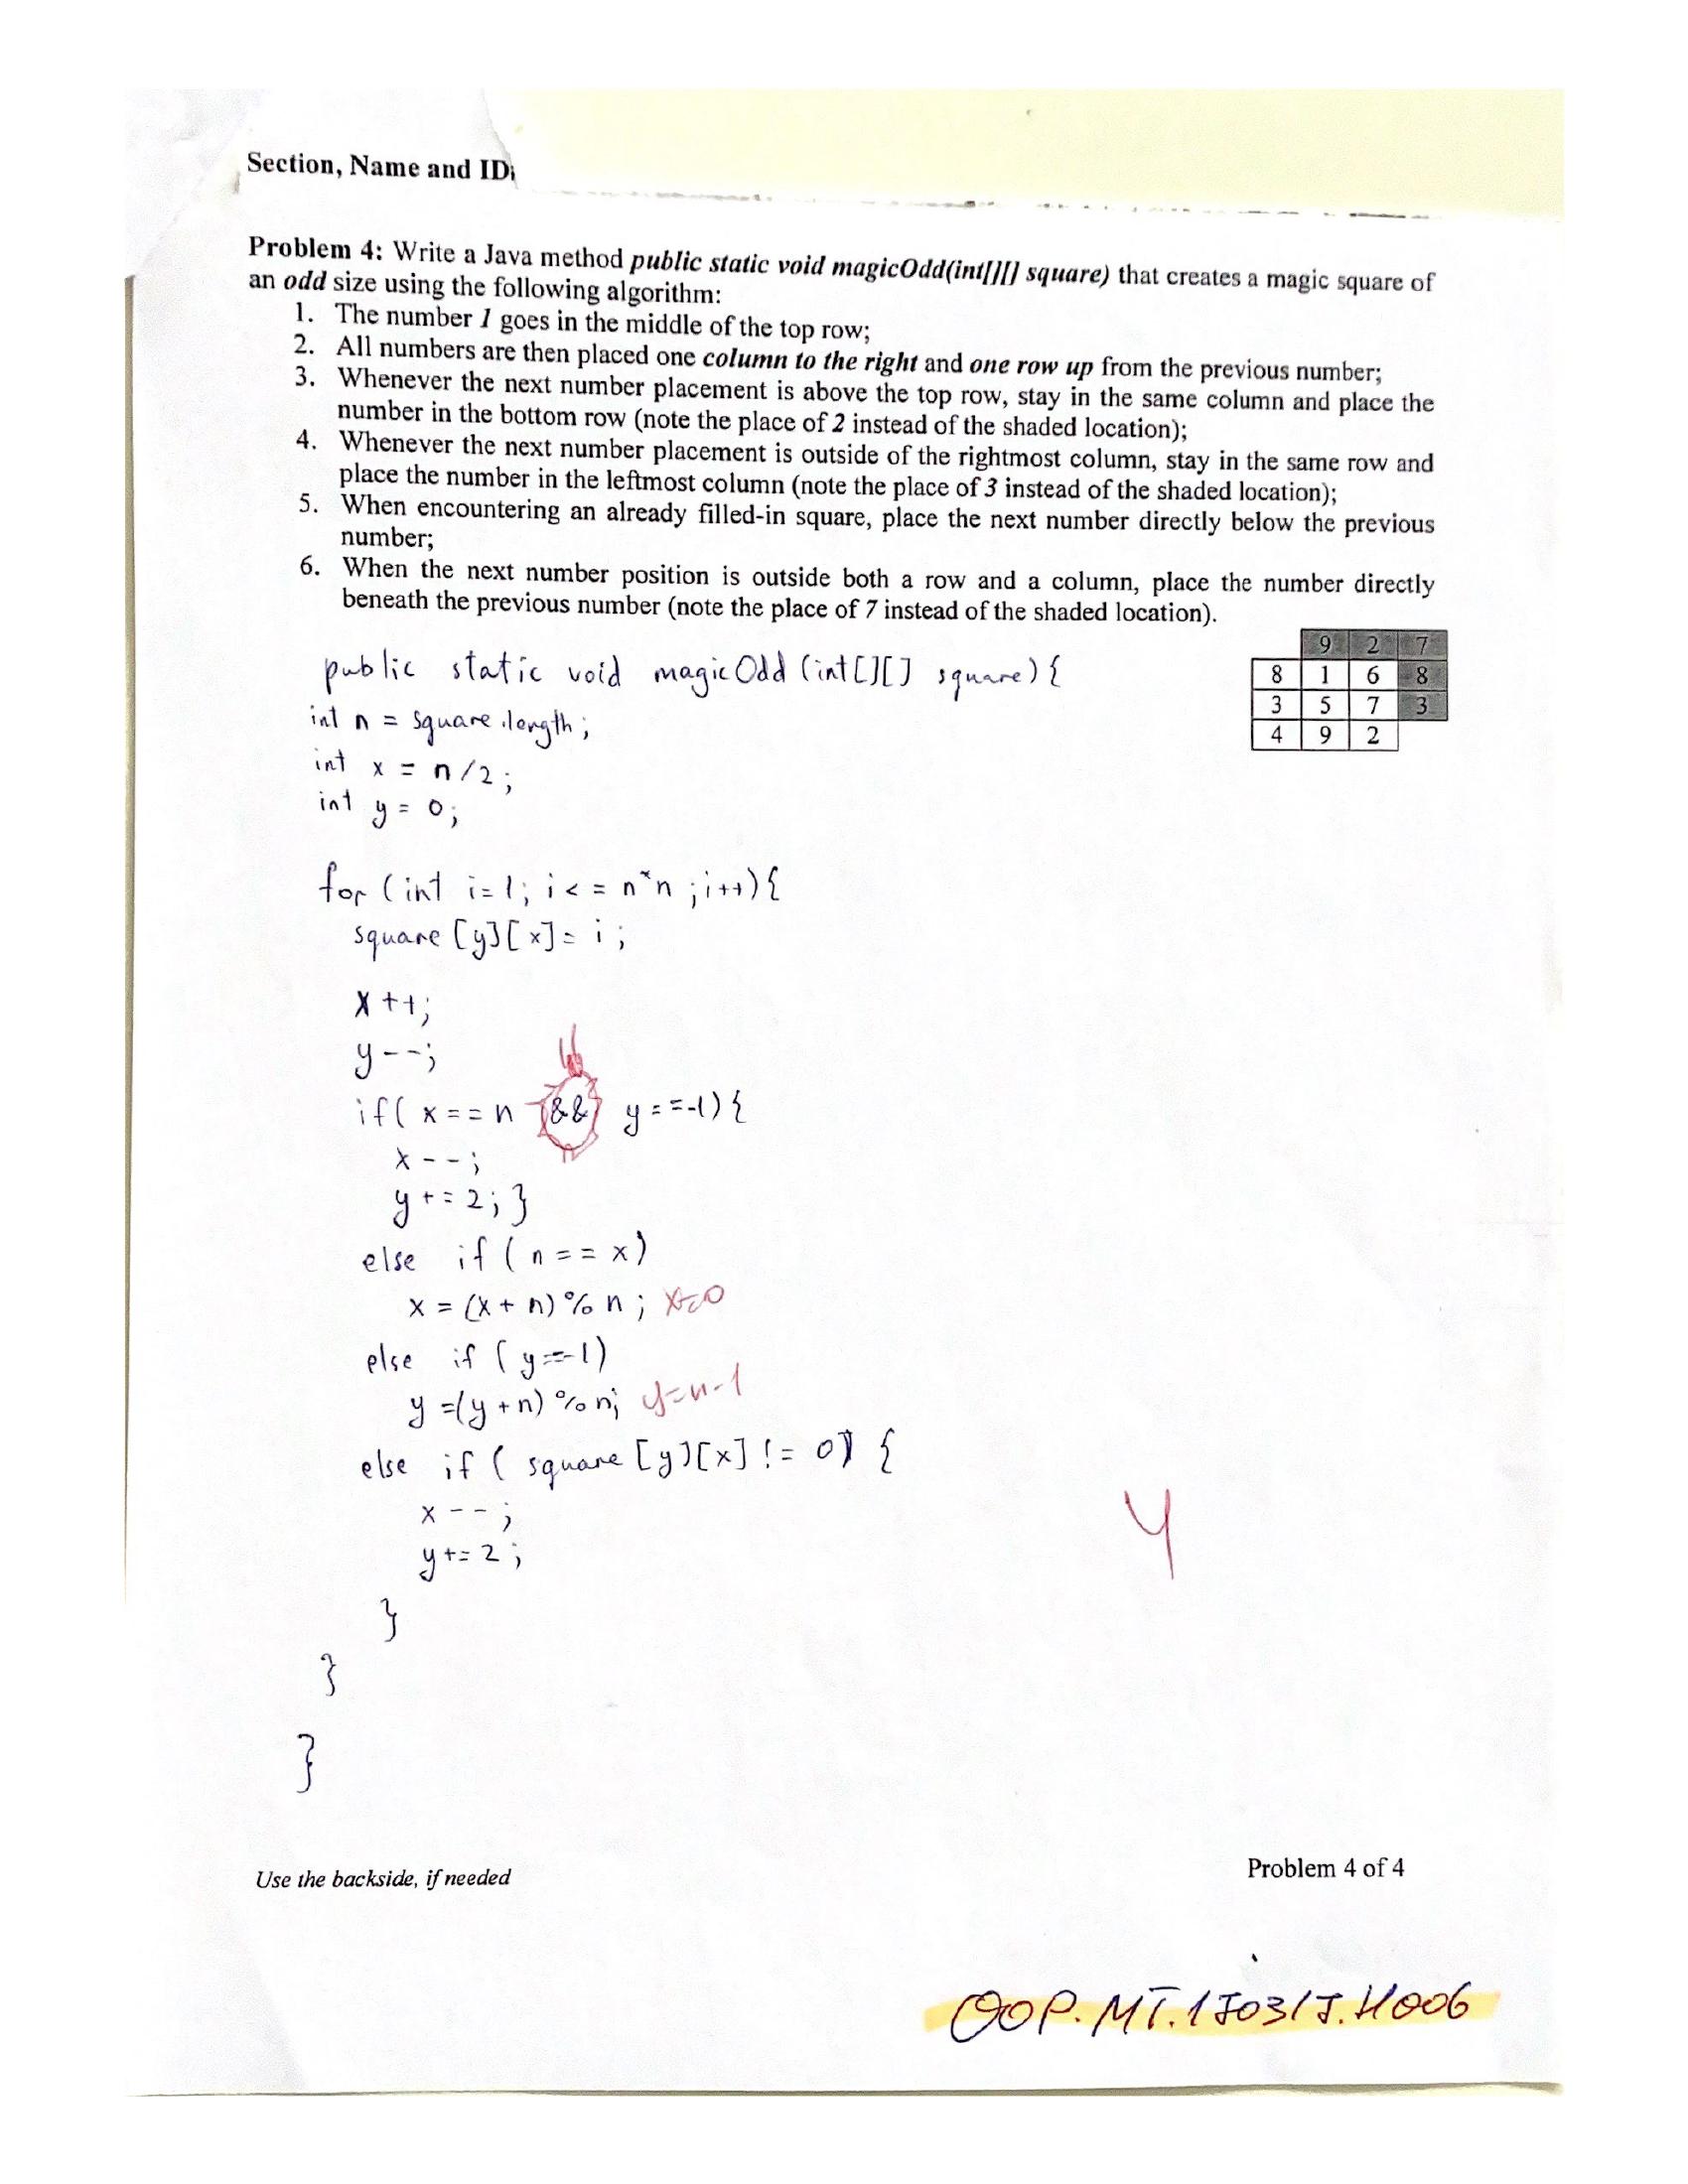 Section, Name and ID:
Problem 4: Write a Java method public static void magicOdd(int[][] square) that creates a magic square of
an odd size using the following algorithm:
1. The number 1 goes in the middle of the top row;
2. All numbers are then placed one column to the right and one row up from the previous number;
3. Whenever the next number placement is above the top row, stay in the same column and place the
number in the bottom row (note the place of 2 instead of the shaded location);
4. Whenever the next number placement is outside of the rightmost column, stay in the same row and
place the number in the leftmost column (note the place of 3 instead of the shaded location);
5. When encountering an already filled-in square, place the next number directly below the previous
number;
6. When the next number position is outside both a row and a column, place the number directly
beneath the previous number (note the place of 7 instead of the shaded location).
9 2 7
8 1 6 8
3 5 7 3
4 9 2
public static void magicOdd (int[][] square) {
int n = square.length;
int x = n/2;
int y = 0;
for (int i=1; i<=n*n;i++){
square [y][x] = i;
x++;
y--;
if( x==n && y==-1){
x--;
y+=2;}
else if (n==x)
x = (x+n)%n; x=0
else if (y==-1)
y =(y+n)%n; y=n-1
else if ( square [y][x] != 0) {
x--;
y+=2;
}
}
}
4
Use the backside, if needed
Problem 4 of 4
OOP.MT.1703/7.H006